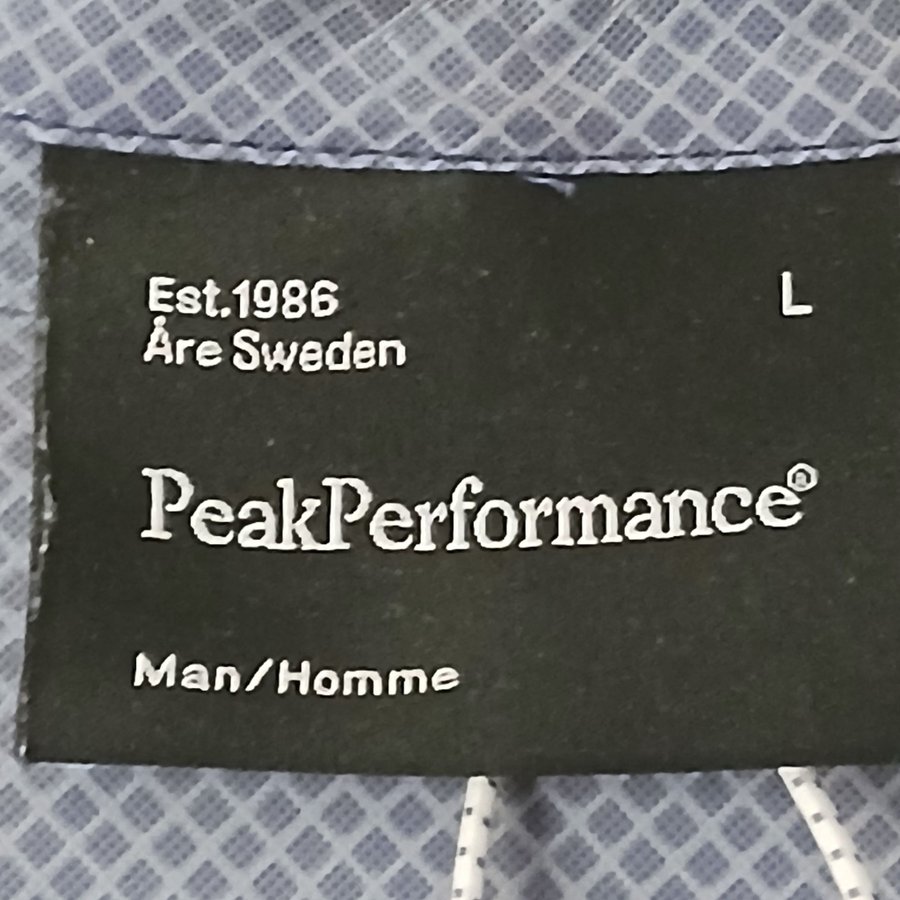 Est.1986
L
Åre Sweden
PeakPerformance®
Man/Homme